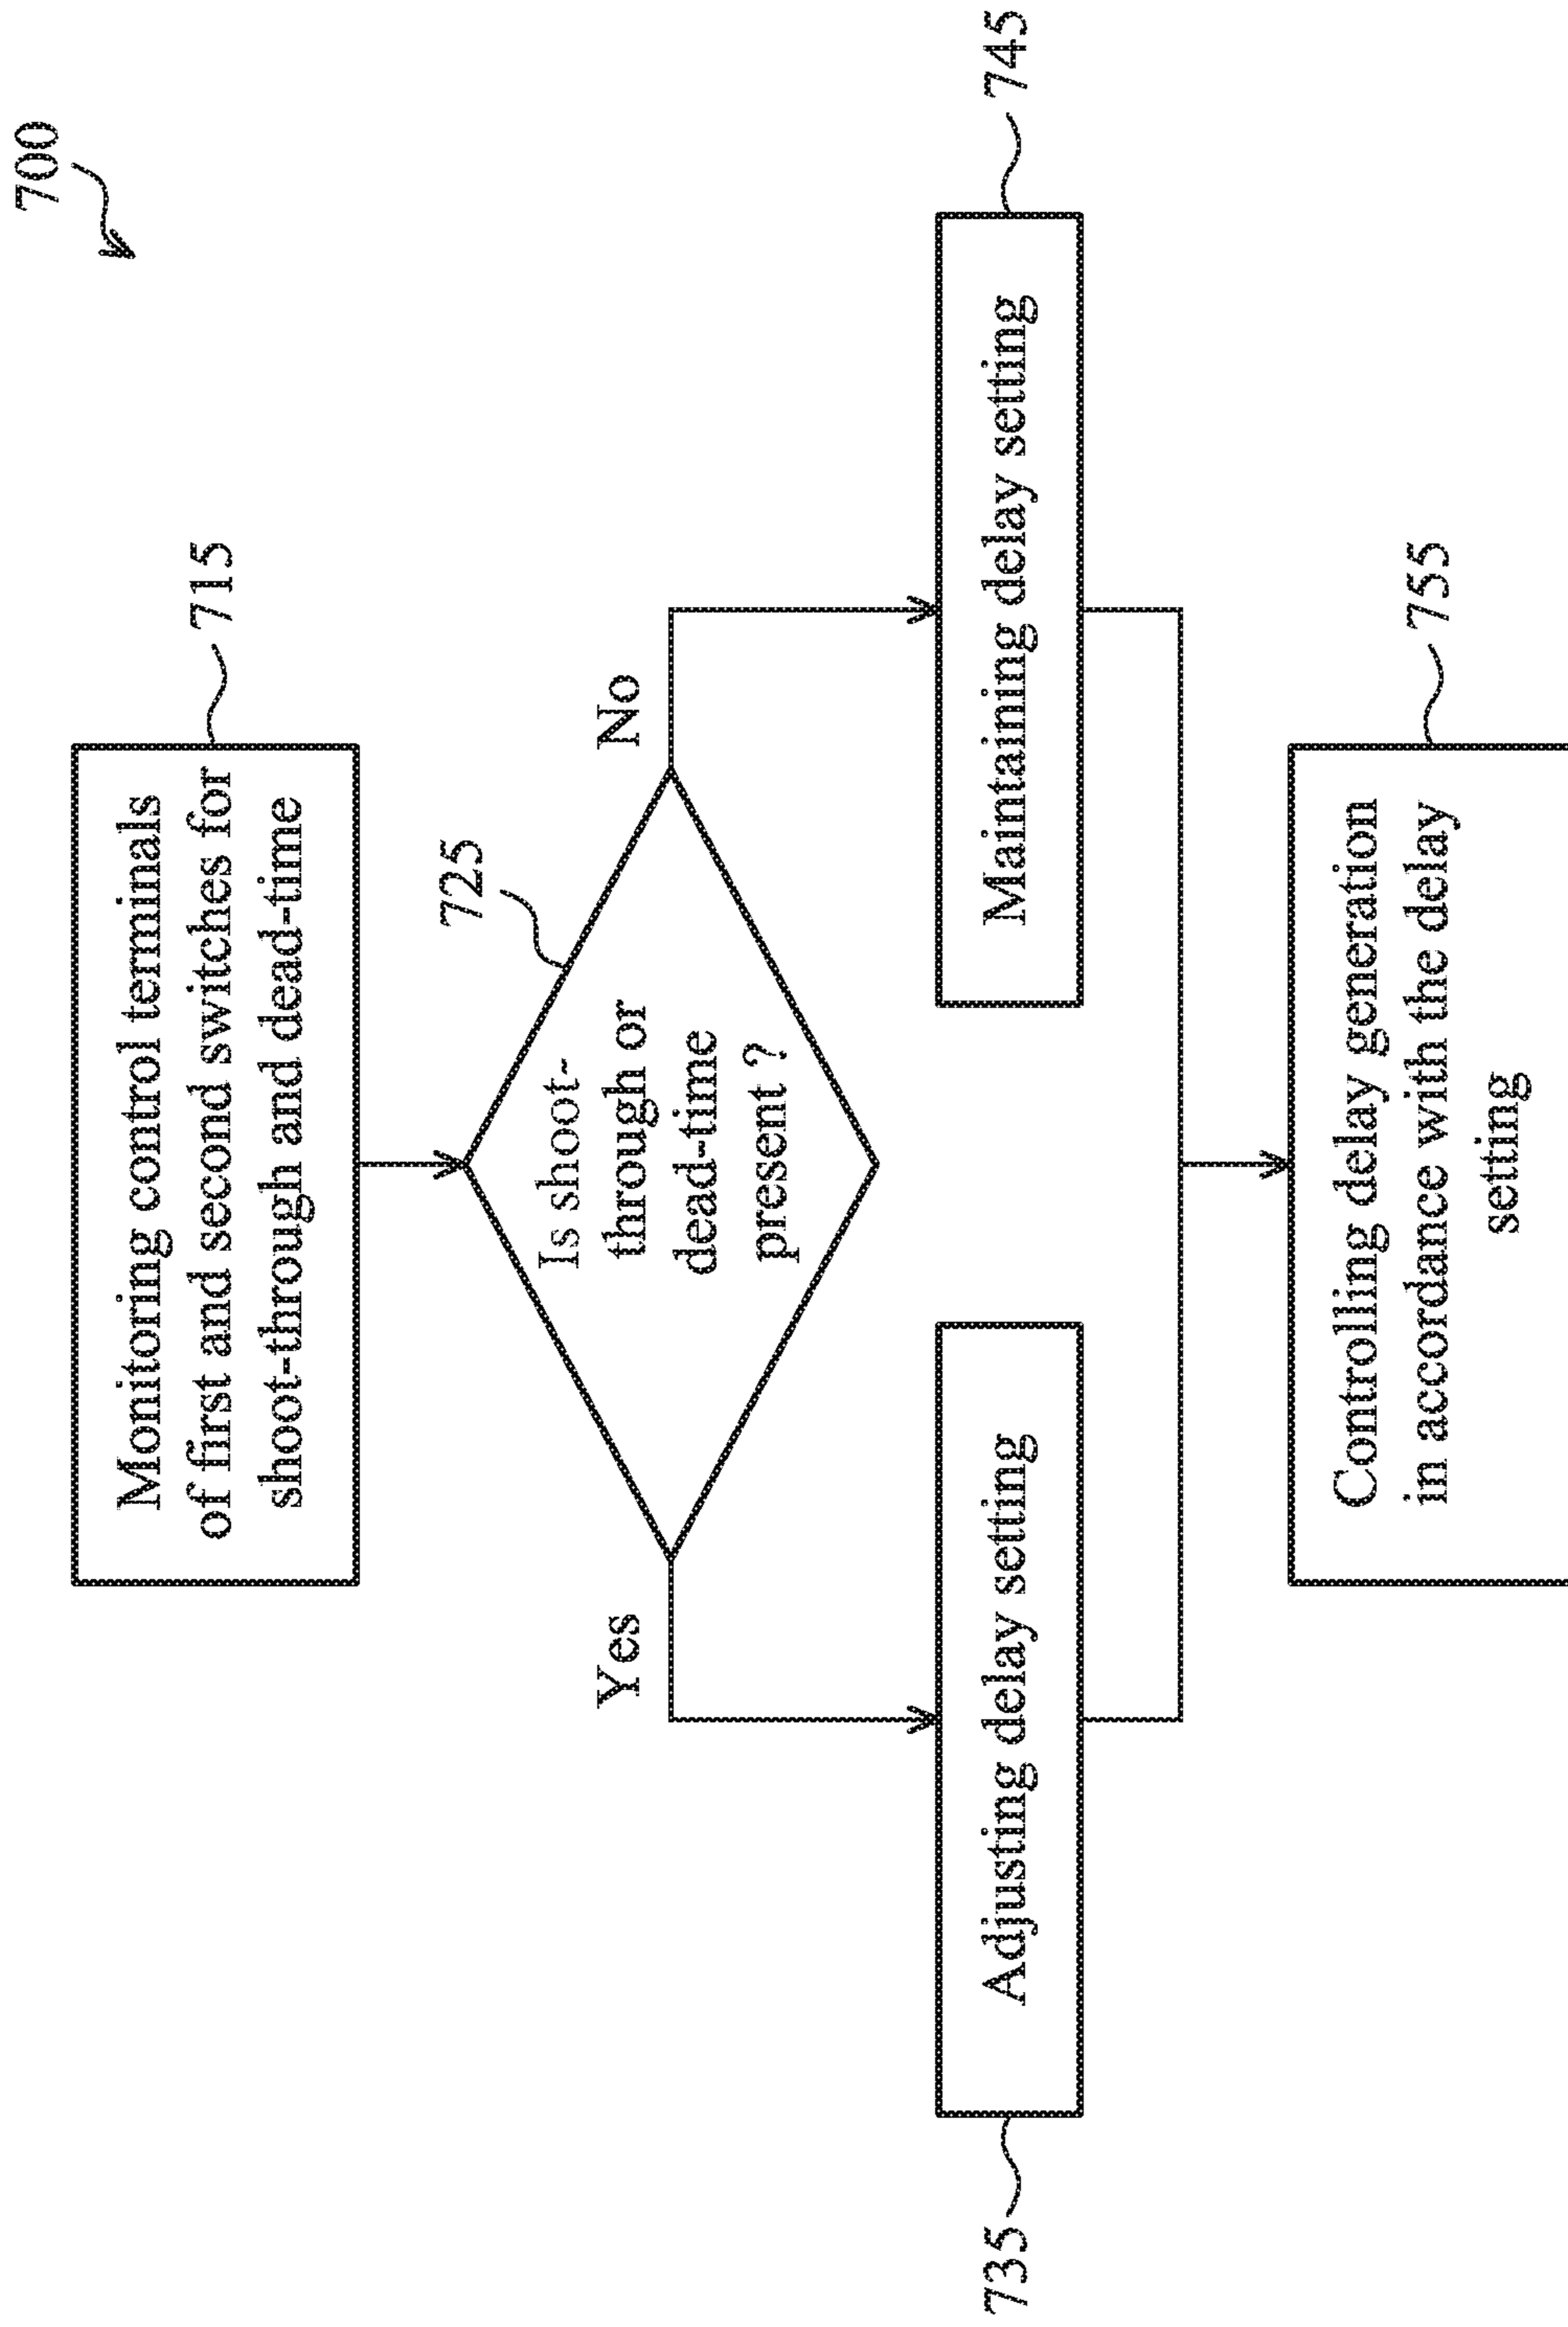 700
Monitoring control terminals
of first and second switches for
shoot-through and dead-time
715
725
Is shoot-
through or
dead-time
present ?
Yes
No
Adjusting delay setting
735
Maintaining delay setting
745
Controlling delay generation
in accordance with the delay
setting
755